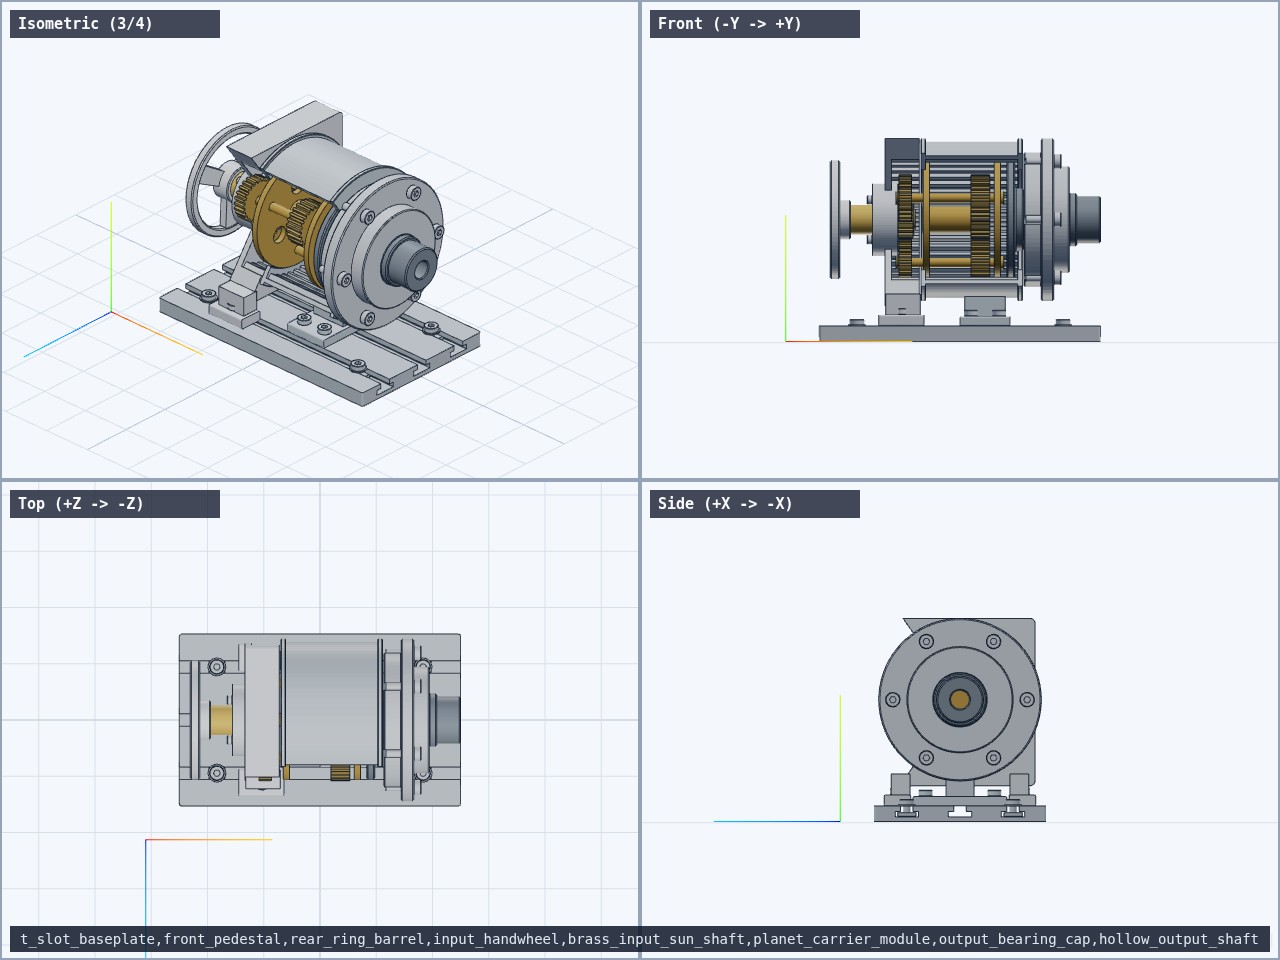 Isometric (3/4)
Front (-Y -> +Y)
Top (+Z -> -Z)
Side (+X -> -X)
t_slot_baseplate,front_pedestal,rear_ring_barrel,input_handwheel,brass_input_sun_shaft,planet_carrier_module,output_bearing_cap,hollow_output_shaft